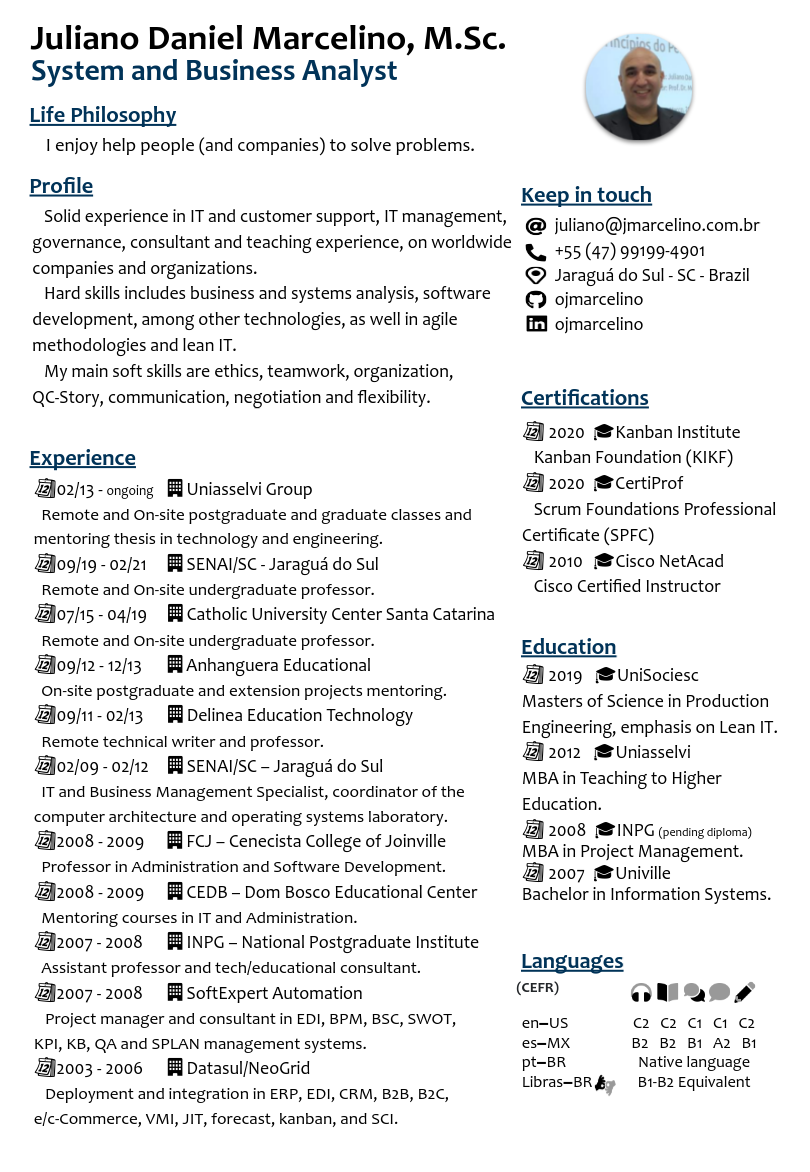 Juliano Daniel Marcelino, M.Sc.
System and Business Analyst
Life Philosophy
I enjoy help people (and companies) to solve problems.
Profile
Solid experience in IT and customer support, IT management,
governance, consultant and teaching experience, on worldwide
companies and organizations.
Hard skills includes business and systems analysis, software
development, among other technologies, as well in agile
methodologies and lean IT.
My main soft skills are ethics, teamwork, organization,
QC-Story, communication, negotiation and flexibility.
Experience
02/13 - ongoing Uniasselvi Group
Remote and On-site postgraduate and graduate classes and
mentoring thesis in technology and engineering.
09/19 - 02/21 SENAI/SC - Jaraguá do Sul
Remote and On-site undergraduate professor.
07/15 - 04/19 Catholic University Center Santa Catarina
Remote and On-site undergraduate professor.
09/12 - 12/13 Anhanguera Educational
On-site postgraduate and extension projects mentoring.
09/11 - 02/13 Delinea Education Technology
Remote technical writer and professor.
02/09 - 02/12 SENAI/SC – Jaraguá do Sul
IT and Business Management Specialist, coordinator of the
computer architecture and operating systems laboratory.
2008 - 2009 FCJ – Cenecista College of Joinville
Professor in Administration and Software Development.
2008 - 2009 CEDB – Dom Bosco Educational Center
Mentoring courses in IT and Administration.
2007 - 2008 INPG – National Postgraduate Institute
Assistant professor and tech/educational consultant.
2007 - 2008 SoftExpert Automation
Project manager and consultant in EDI, BPM, BSC, SWOT,
KPI, KB, QA and SPLAN management systems.
2003 - 2006 Datasul/NeoGrid
Deployment and integration in ERP, EDI, CRM, B2B, B2C,
e/c-Commerce, VMI, JIT, forecast, kanban, and SCI.
Keep in touch
juliano@jmarcelino.com.br
+55 (47) 99199-4901
Jaraguá do Sul - SC - Brazil
ojmarcelino
ojmarcelino
Certifications
2020 Kanban Institute
Kanban Foundation (KIKF)
2020 CertiProf
Scrum Foundations Professional
Certificate (SPFC)
2010 Cisco NetAcad
Cisco Certified Instructor
Education
2019 UniSociesc
Masters of Science in Production
Engineering, emphasis on Lean IT.
2012 Uniasselvi
MBA in Teaching to Higher
Education.
2008 INPG (pending diploma)
MBA in Project Management.
2007 Univille
Bachelor in Information Systems.
Languages
(CEFR)
en–US C2 C2 C1 C1 C2
es–MX B2 B2 B1 A2 B1
pt–BR Native language
Libras–BR B1-B2 Equivalent